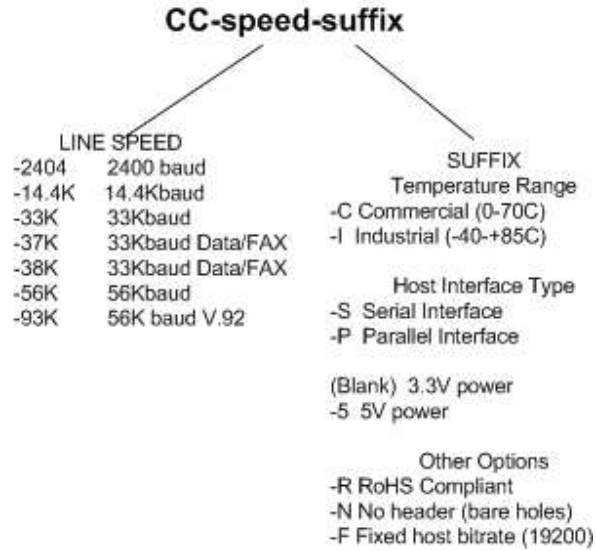 CC-speed-suffix
LINE SPEED
-2404 2400 baud
-14.4K 14.4Kbaud
-33K 33Kbaud
-37K 33Kbaud Data/FAX
-38K 33Kbaud Data/FAX
-56K 56Kbaud
-93K 56K baud V.92
SUFFIX
Temperature Range
-C Commercial (0-70C)
-I Industrial (-40-+85C)
Host Interface Type
-S Serial Interface
-P Parallel Interface
(Blank) 3.3V power
-5 5V power
Other Options
-R RoHS Compliant
-N No header (bare holes)
-F Fixed host bitrate (19200)